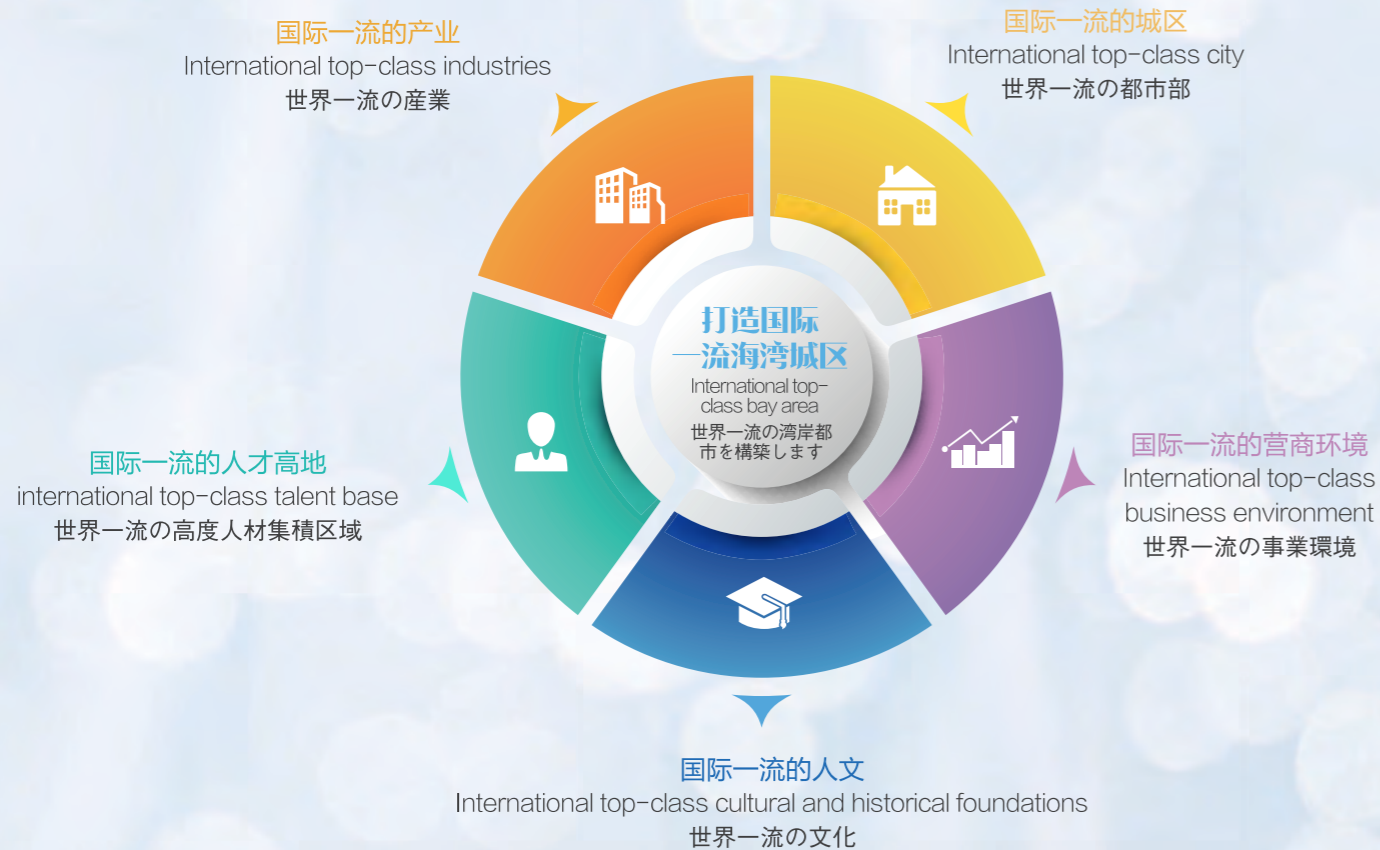 国际一流的产业
International top-class industries
世界一流の産業
国际一流的城区
International top-class city
世界一流の都市部
打造国际
一流海湾城区
International top-
class bay area
世界一流の湾岸都
市を構築します
国际一流的人才高地
international top-class talent base
世界一流の高度人材集積区域
国际一流的营商环境
International top-class
business environment
世界一流の事業環境
国际一流的人文
International top-class cultural and historical foundations
世界一流の文化